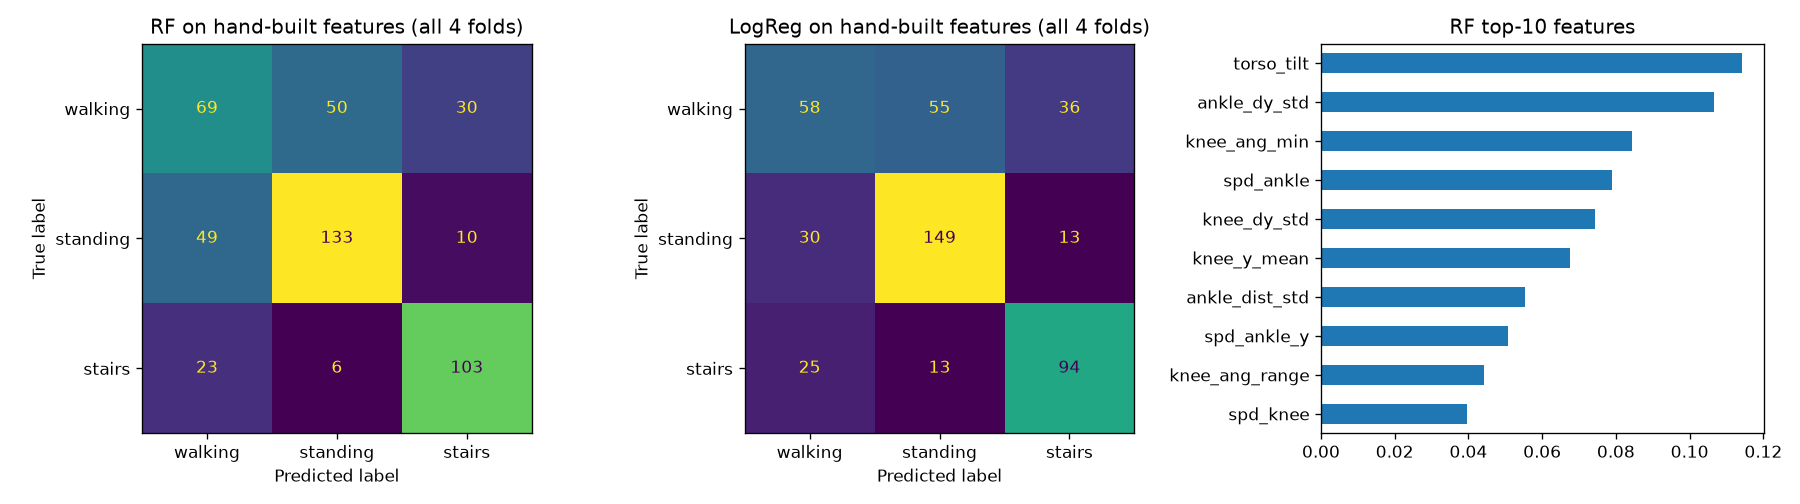 RF on hand-built features (all 4 folds)
True label
walking
69 50 30
standing
49 133 10
stairs
23 6 103
walking standing stairs
Predicted label
LogReg on hand-built features (all 4 folds)
True label
walking
58 55 36
standing
30 149 13
stairs
25 13 94
walking standing stairs
Predicted label
RF top-10 features
torso_tilt
ankle_dy_std
knee_ang_min
spd_ankle
knee_dy_std
knee_y_mean
ankle_dist_std
spd_ankle_y
knee_ang_range
spd_knee
0.00 0.02 0.04 0.06 0.08 0.10 0.12